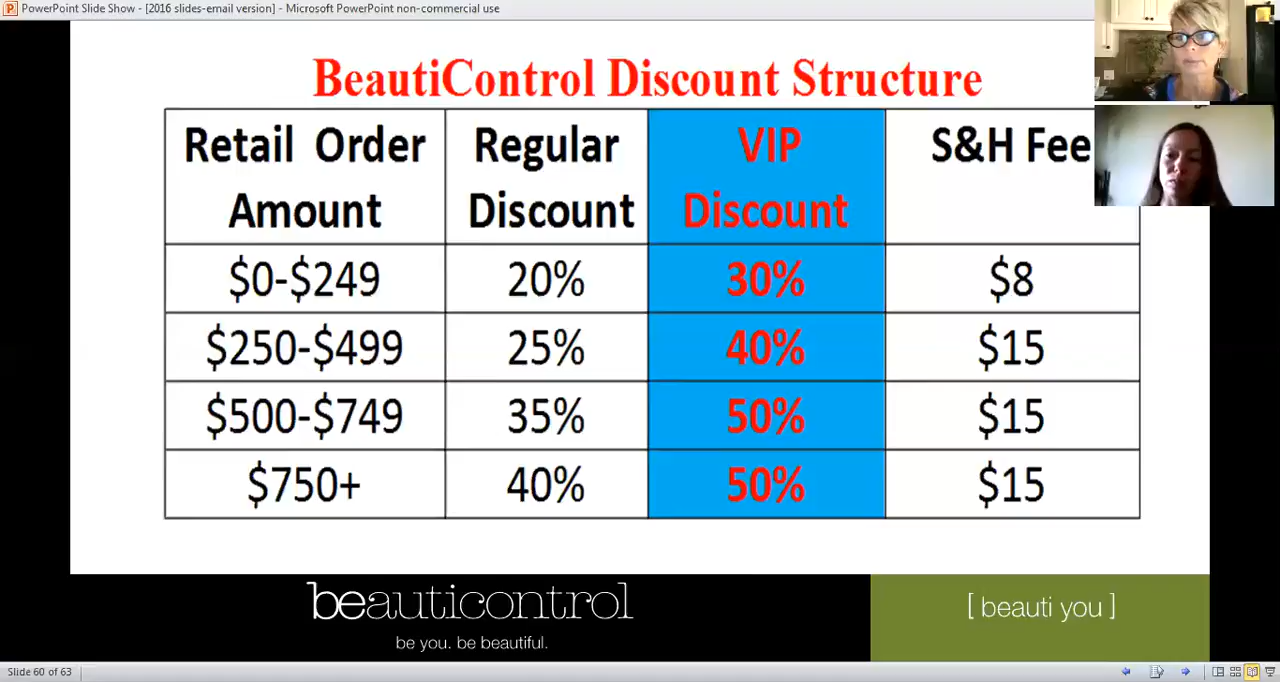 PowerPoint Slide Show - [2016 slides-email version] - Microsoft PowerPoint non-commercial use
BeautiControl Discount Structure
Retail Order Amount Regular Discount VIP Discount S&H Fee
$0-$249 20% 30% $8
$250-$499 25% 40% $15
$500-$749 35% 50% $15
$750+ 40% 50% $15
beauticontrol
be you. be beautiful.
[ beauti you ]
Slide 60 of 63